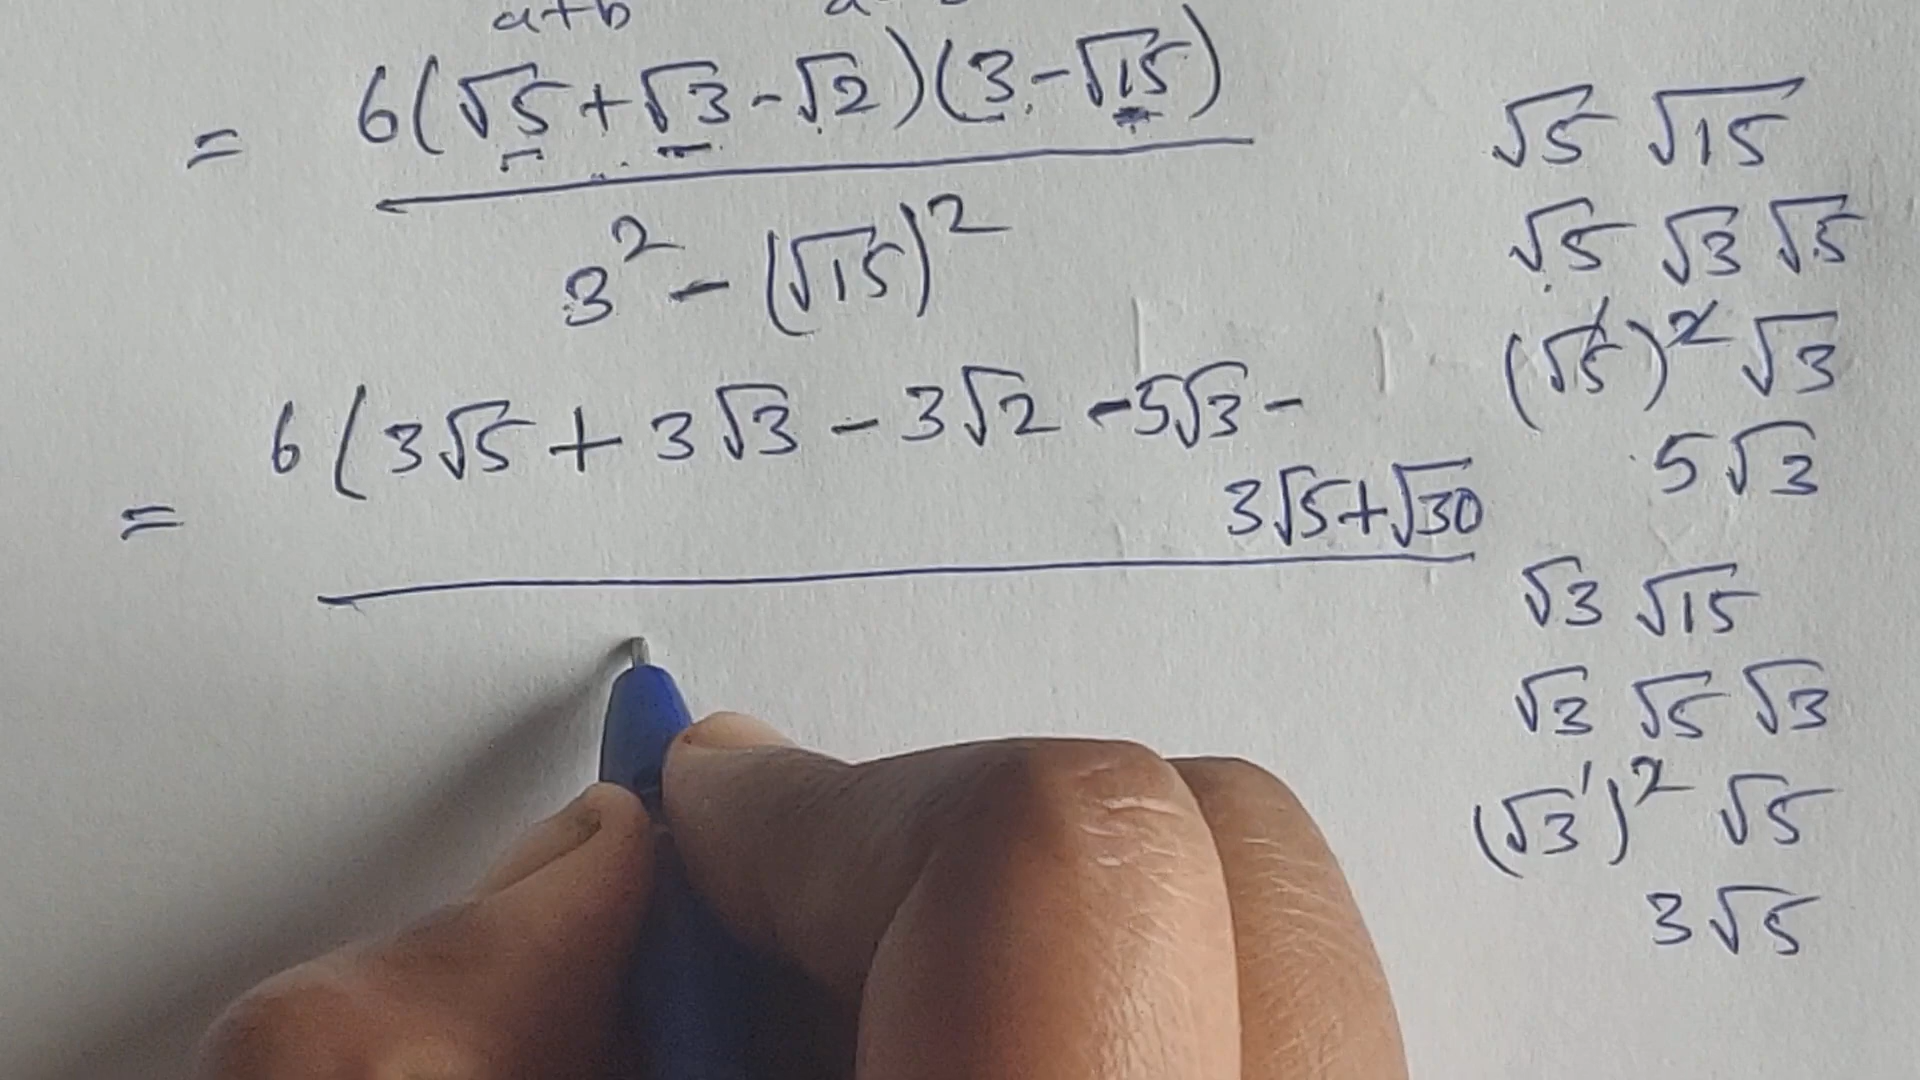 a+b
= 6(√5+√3-√2)(3-√15)
3² - (√15)²
= 6(3√5+3√3-3√2-5√3-
3√5+√30
√5 √15
√5 √3 √5
(√5)² √3
5√3
√3 √15
√3 √5 √3
(√3¹)² √5
3√5